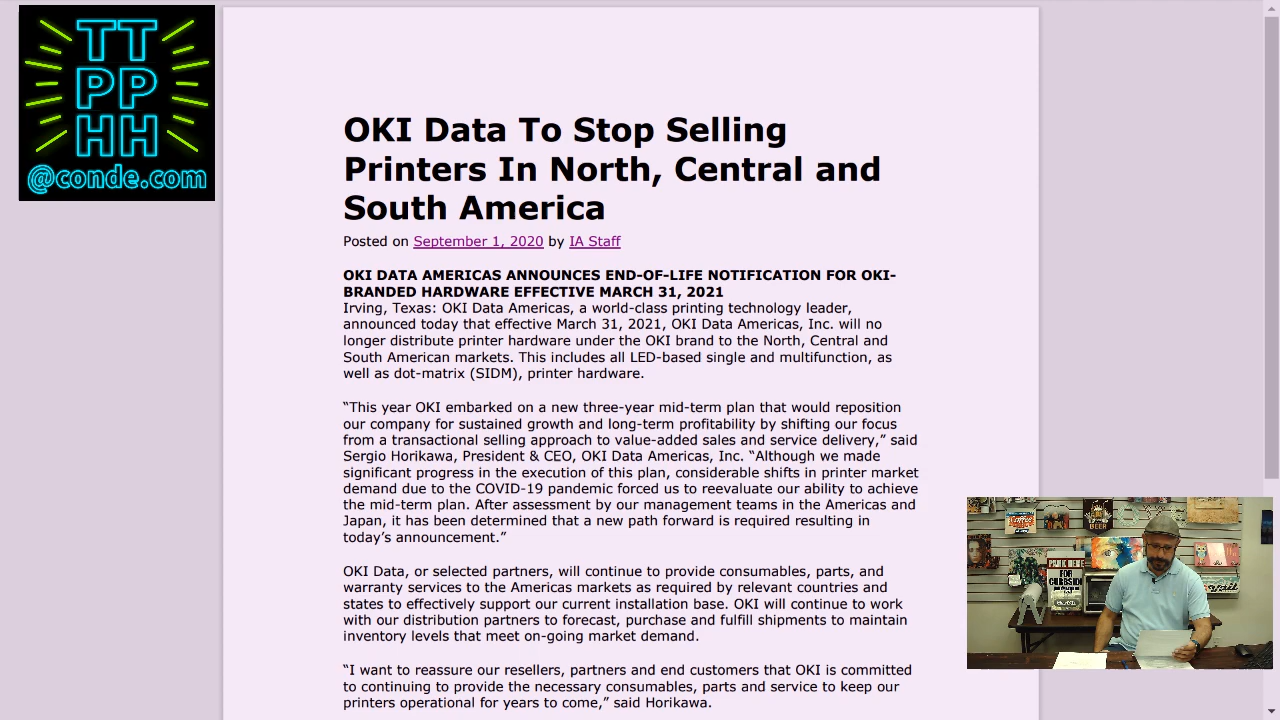 TT
PP
HH
@conde.com
OKI Data To Stop Selling
Printers In North, Central and
South America
Posted on September 1, 2020 by IA Staff
OKI DATA AMERICAS ANNOUNCES END-OF-LIFE NOTIFICATION FOR OKI-
BRANDED HARDWARE EFFECTIVE MARCH 31, 2021
Irving, Texas: OKI Data Americas, a world-class printing technology leader,
announced today that effective March 31, 2021, OKI Data Americas, Inc. will no
longer distribute printer hardware under the OKI brand to the North, Central and
South American markets. This includes all LED-based single and multifunction, as
well as dot-matrix (SIDM), printer hardware.
“This year OKI embarked on a new three-year mid-term plan that would reposition
our company for sustained growth and long-term profitability by shifting our focus
from a transactional selling approach to value-added sales and service delivery,” said
Sergio Horikawa, President & CEO, OKI Data Americas, Inc. “Although we made
significant progress in the execution of this plan, considerable shifts in printer market
demand due to the COVID-19 pandemic forced us to reevaluate our ability to achieve
the mid-term plan. After assessment by our management teams in the Americas and
Japan, it has been determined that a new path forward is required resulting in
today’s announcement.”
OKI Data, or selected partners, will continue to provide consumables, parts, and
warranty services to the Americas markets as required by relevant countries and
states to effectively support our current installation base. OKI will continue to work
with our distribution partners to forecast, purchase and fulfill shipments to maintain
inventory levels that meet on-going market demand.
“I want to reassure our resellers, partners and end customers that OKI is committed
to continuing to provide the necessary consumables, parts and service to keep our
printers operational for years to come,” said Horikawa.
Coffee
BEER
PARK HERE
FOR
CURBSIDE